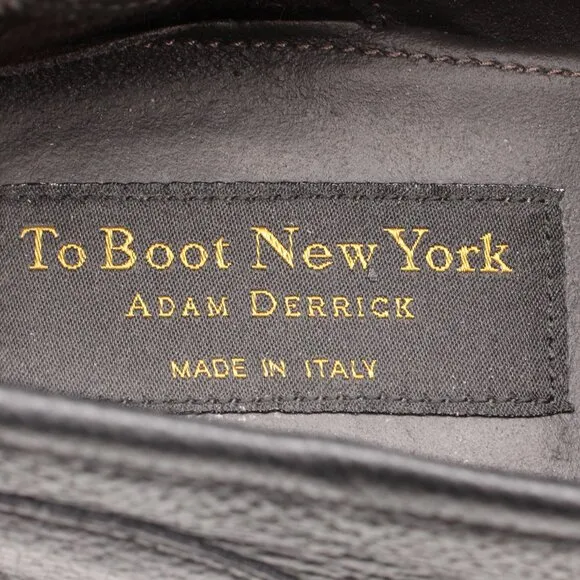 To Boot New York
ADAM DERRICK
MADE IN ITALY